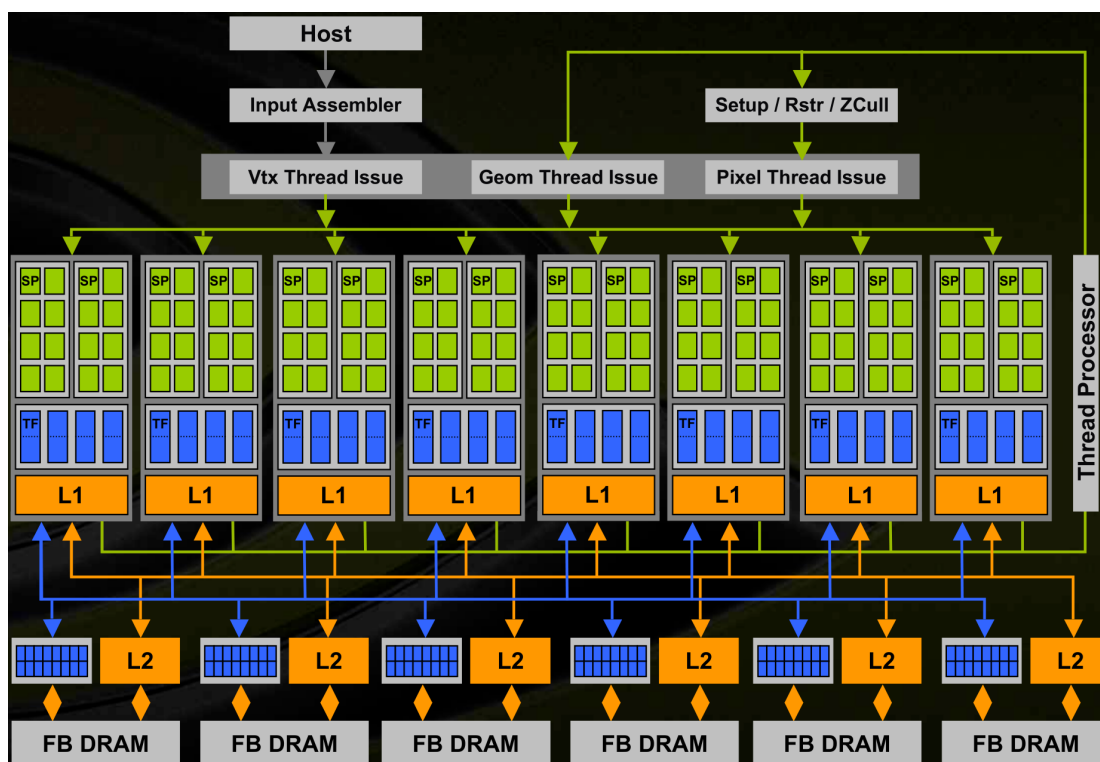 Host
Input Assembler
Setup / Rstr / ZCull
Vtx Thread Issue
Geom Thread Issue
Pixel Thread Issue
SP SP SP SP SP SP SP SP SP SP SP SP SP SP SP SP
Thread Processor
TF TF TF TF TF TF TF TF
L1 L1 L1 L1 L1 L1 L1 L1
L2 L2 L2 L2 L2 L2
FB DRAM FB DRAM FB DRAM FB DRAM FB DRAM FB DRAM